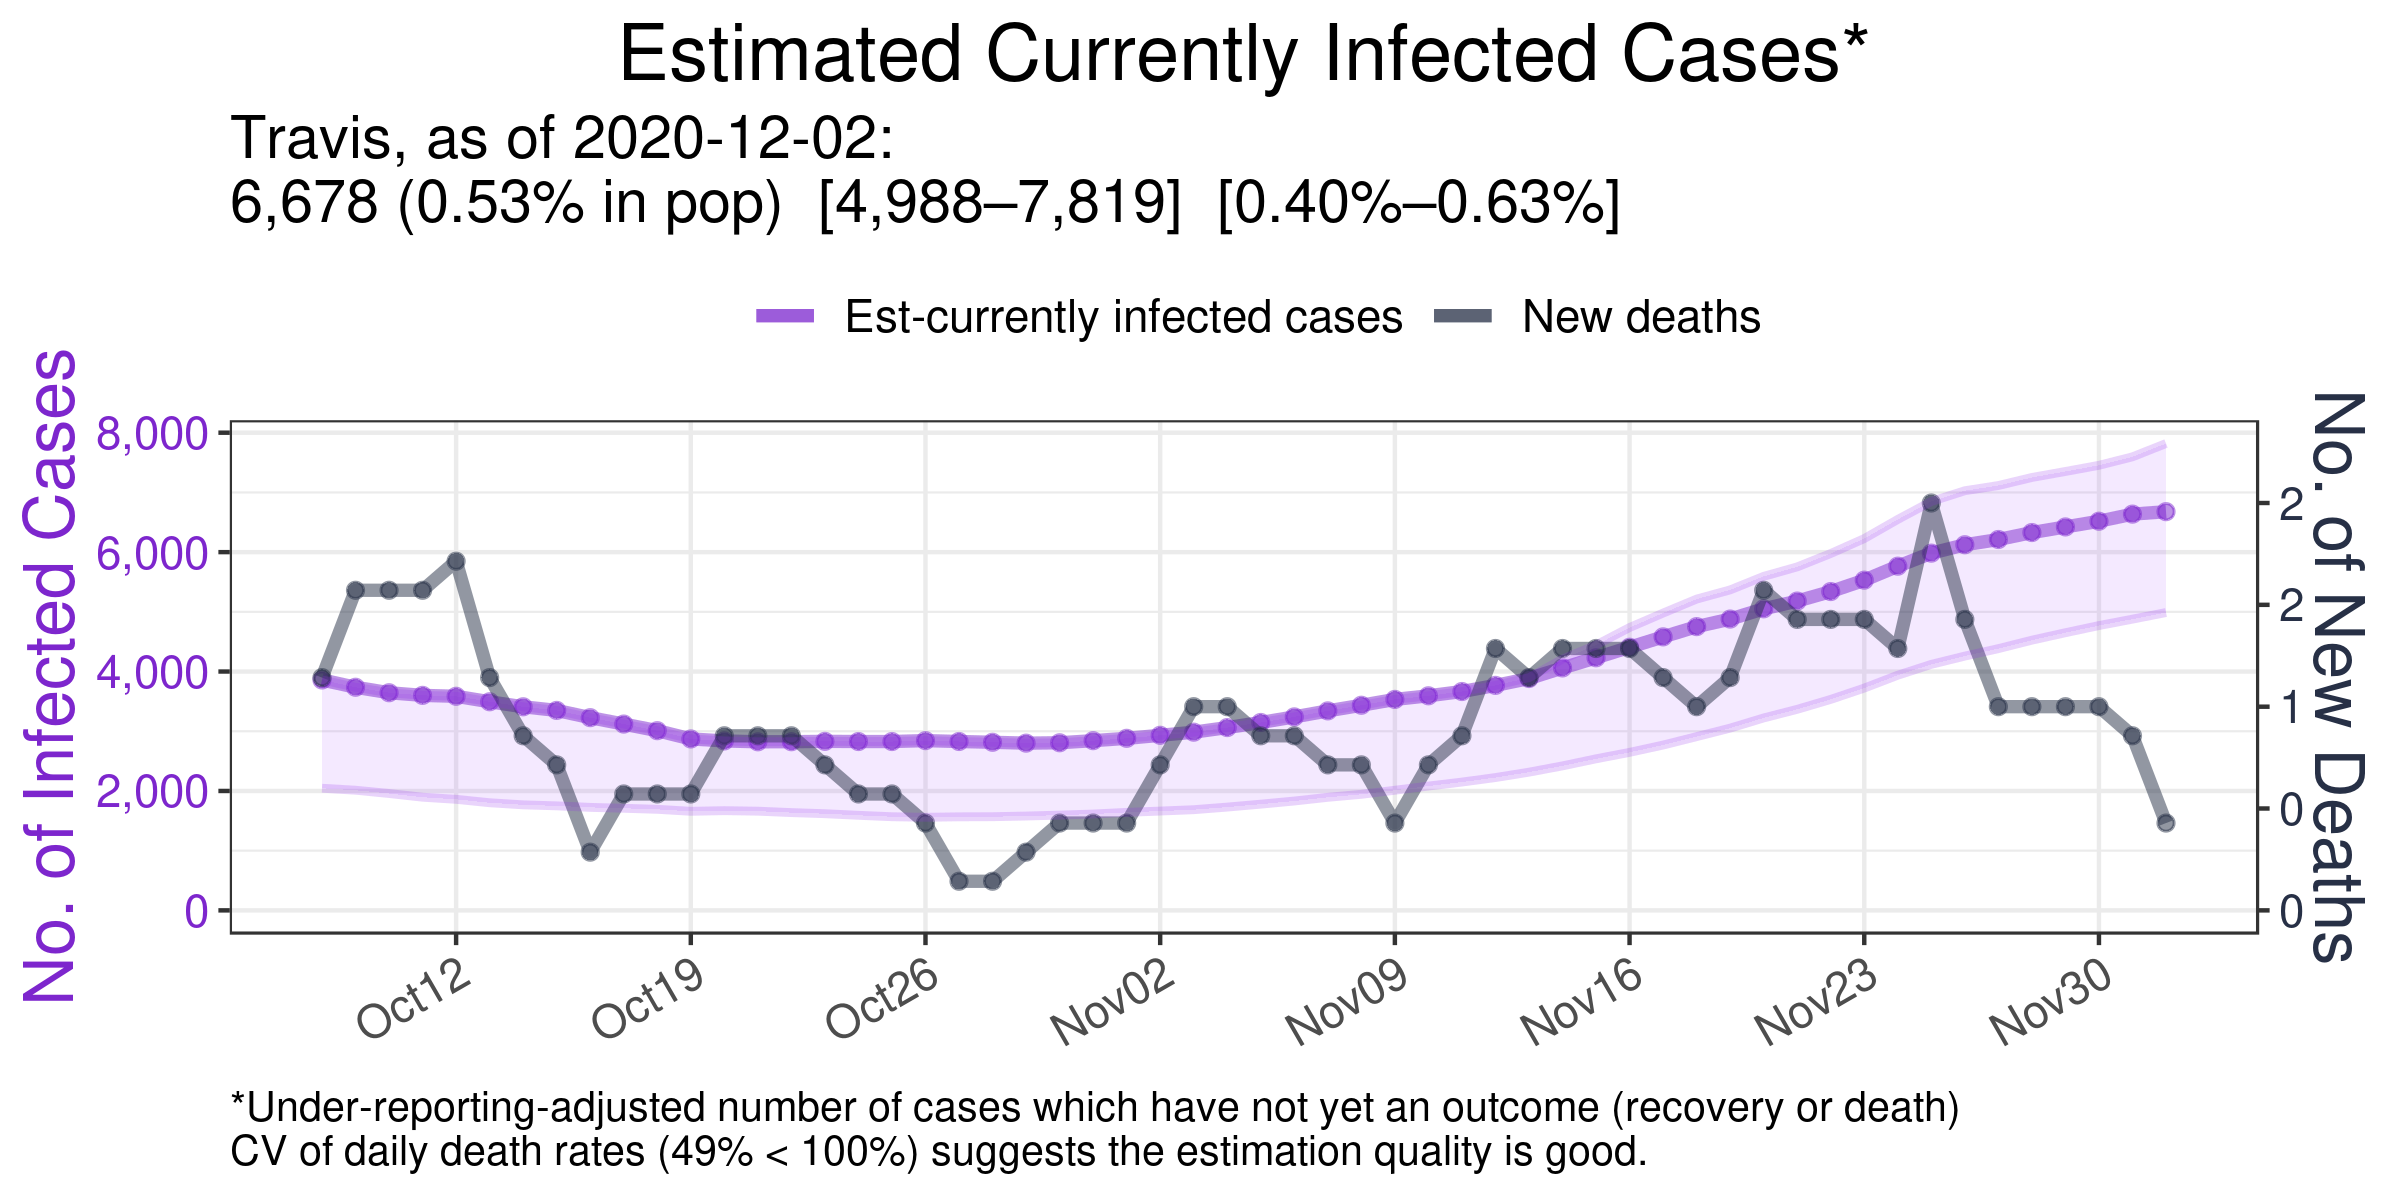 Estimated Currently Infected Cases*
Travis, as of 2020-12-02:
6,678 (0.53% in pop)  [4,988–7,819]  [0.40%–0.63%]
Est-currently infected cases
New deaths
No. of Infected Cases
8,000
6,000
4,000
2,000
0
2
2
1
0
0
No. of New Deaths
Oct12
Oct19
Oct26
Nov02
Nov09
Nov16
Nov23
Nov30
*Under-reporting-adjusted number of cases which have not yet an outcome (recovery or death)
CV of daily death rates (49% < 100%) suggests the estimation quality is good.